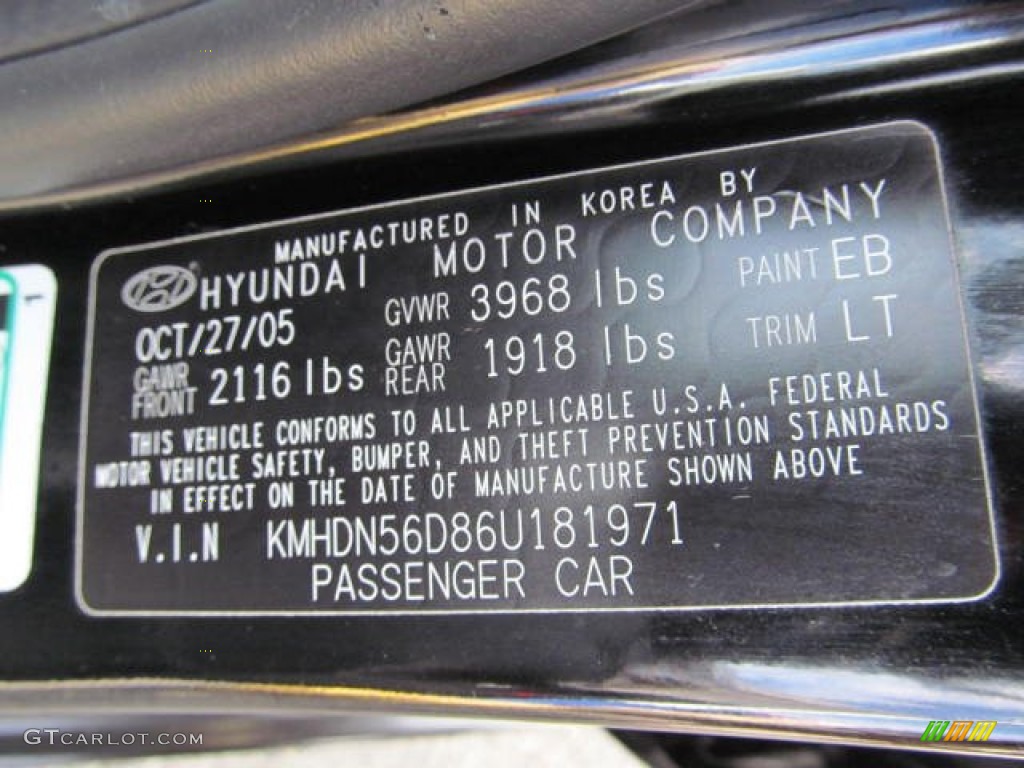 MANUFACTURED IN KOREA BY
HYUNDAI MOTOR COMPANY
OCT/27/05 GVWR 3968 lbs PAINT EB
GAWR FRONT 2116 lbs GAWR REAR 1918 lbs TRIM LT
THIS VEHICLE CONFORMS TO ALL APPLICABLE U.S.A. FEDERAL
MOTOR VEHICLE SAFETY, BUMPER, AND THEFT PREVENTION STANDARDS
IN EFFECT ON THE DATE OF MANUFACTURE SHOWN ABOVE
V.I.N KMHDN56D86U181971
PASSENGER CAR
1
GTCARLOT.COM